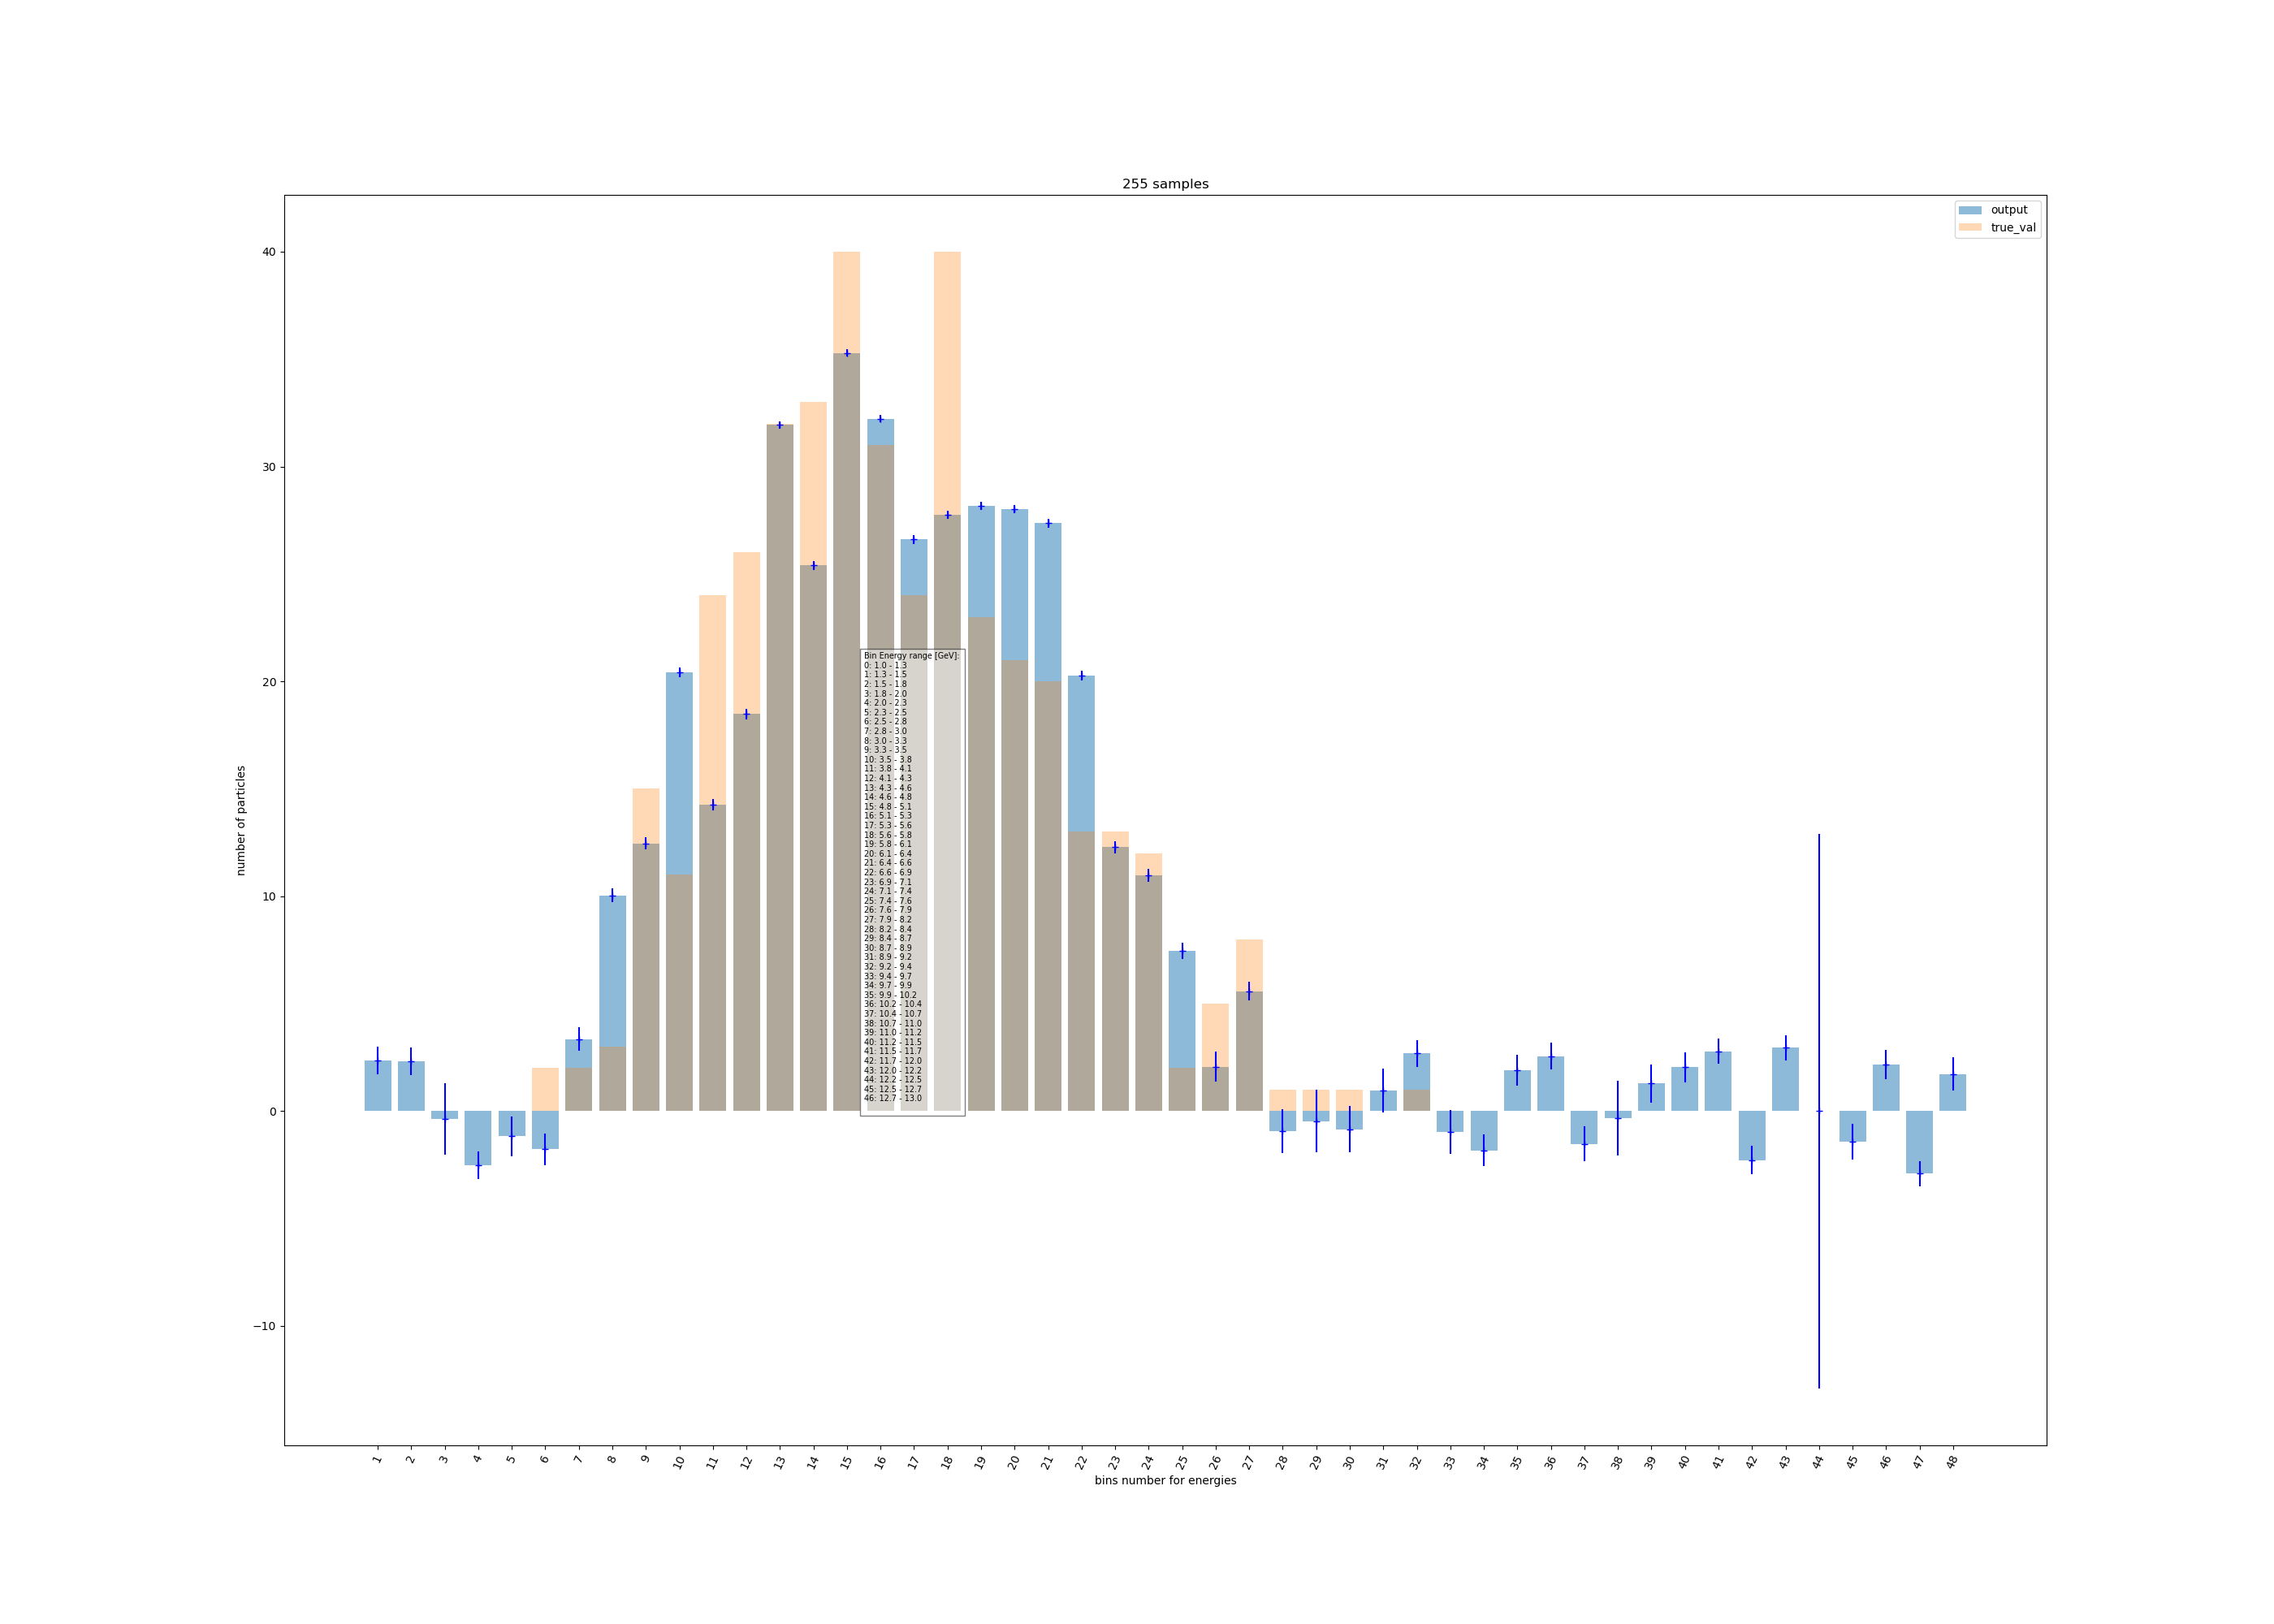 255 samples
output
true_val
40
30
20
10
0
−10
number of particles
Bin Energy range [GeV]:
0: 1.0 - 1.3
1: 1.3 - 1.5
2: 1.5 - 1.8
3: 1.8 - 2.0
4: 2.0 - 2.3
5: 2.3 - 2.5
6: 2.5 - 2.8
7: 2.8 - 3.0
8: 3.0 - 3.3
9: 3.3 - 3.5
10: 3.5 - 3.8
11: 3.8 - 4.1
12: 4.1 - 4.3
13: 4.3 - 4.6
14: 4.6 - 4.8
15: 4.8 - 5.1
16: 5.1 - 5.3
17: 5.3 - 5.6
18: 5.6 - 5.8
19: 5.8 - 6.1
20: 6.1 - 6.4
21: 6.4 - 6.6
22: 6.6 - 6.9
23: 6.9 - 7.1
24: 7.1 - 7.4
25: 7.4 - 7.6
26: 7.6 - 7.9
27: 7.9 - 8.2
28: 8.2 - 8.4
29: 8.4 - 8.7
30: 8.7 - 8.9
31: 8.9 - 9.2
32: 9.2 - 9.4
33: 9.4 - 9.7
34: 9.7 - 9.9
35: 9.9 - 10.2
36: 10.2 - 10.4
37: 10.4 - 10.7
38: 10.7 - 11.0
39: 11.0 - 11.2
40: 11.2 - 11.5
41: 11.5 - 11.7
42: 11.7 - 12.0
43: 12.0 - 12.2
44: 12.2 - 12.5
45: 12.5 - 12.7
46: 12.7 - 13.0
1 2 3 4 5 6 7 8 9 10 11 12 13 14 15 16 17 18 19 20 21 22 23 24 25 26 27 28 29 30 31 32 33 34 35 36 37 38 39 40 41 42 43 44 45 46 47 48
bins number for energies